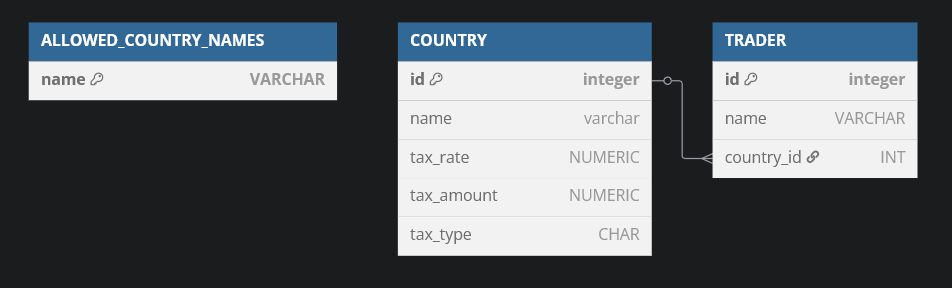 ALLOWED_COUNTRY_NAMES
name VARCHAR
COUNTRY
id integer
name varchar
tax_rate NUMERIC
tax_amount NUMERIC
tax_type CHAR
TRADER
id integer
name VARCHAR
country_id INT